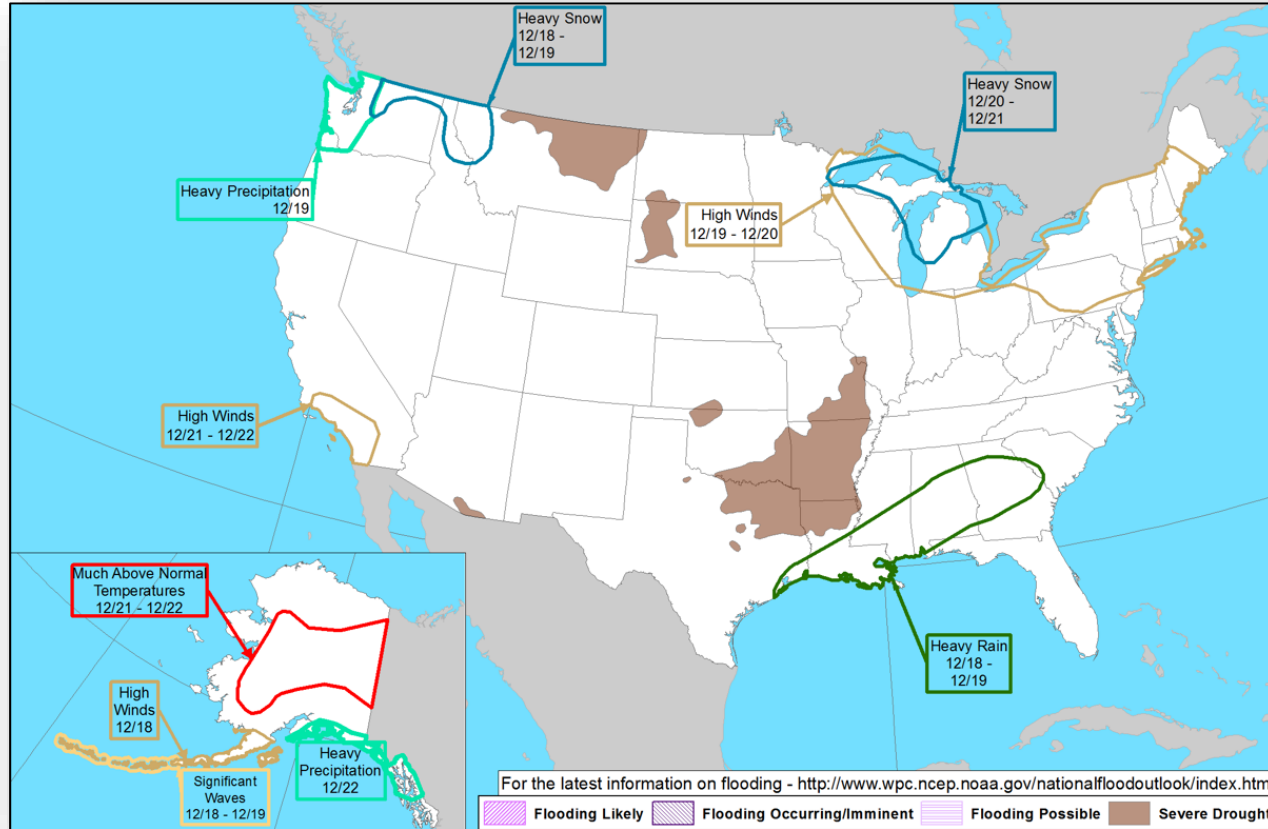 Heavy Snow
12/18 -
12/19
Heavy Snow
12/20 -
12/21
Heavy Precipitation
12/19
High Winds
12/19 - 12/20
High Winds
12/21 - 12/22
Much Above Normal
Temperatures
12/21 - 12/22
Heavy Rain
12/18 -
12/19
High
Winds
12/18
Heavy
Precipitation
12/22
Significant
Waves
12/18 - 12/19
For the latest information on flooding - http://www.wpc.ncep.noaa.gov/nationalfloodoutlook/index.htm
Flooding Likely Flooding Occurring/Imminent Flooding Possible Severe Drought